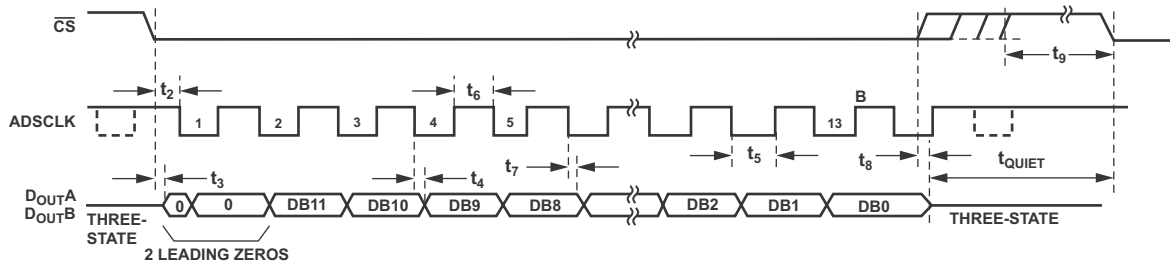 CS
t9
t2
t6
B
ADSCLK
1 2 3 4 5 13
t3
t4
t7
t5
t8
tQUIET
DOUTA
DOUTB
0 0 DB11 DB10 DB9 DB8 DB2 DB1 DB0
THREE-
STATE
THREE-STATE
2 LEADING ZEROS